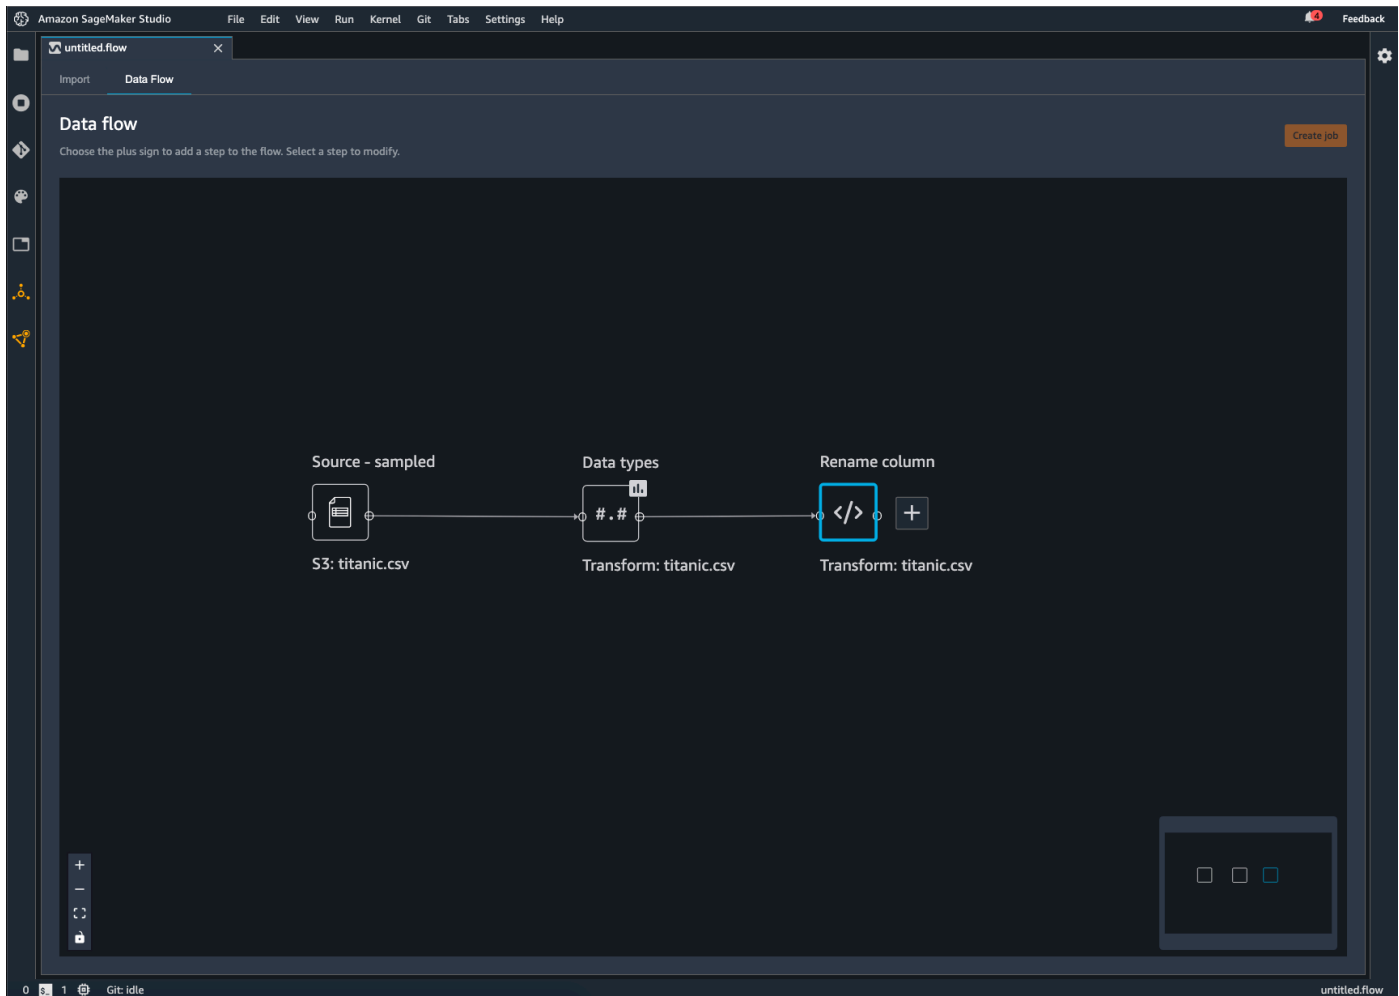 Amazon SageMaker Studio File Edit View Run Kernel Git Tabs Settings Help 4 Feedback
untitled.flow
Import Data Flow
Data flow
Create job
Choose the plus sign to add a step to the flow. Select a step to modify.
Source - sampled Data types Rename column
#.# </>
S3: titanic.csv Transform: titanic.csv Transform: titanic.csv
0 $_ 1 Git: idle untitled.flow